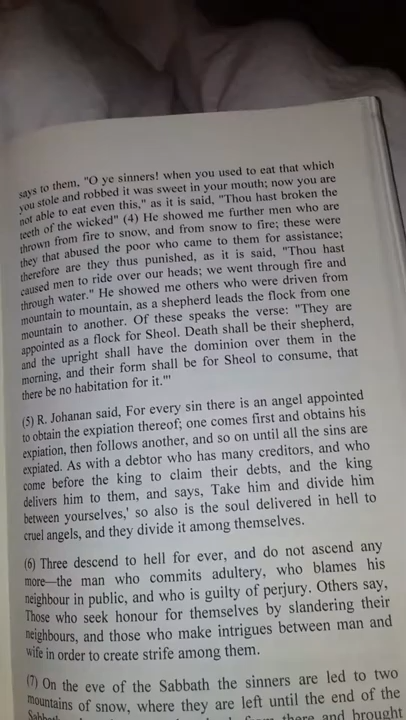 says to them, "O ye sinners! when you used to eat that which
you stole and robbed it was sweet in your mouth; now you are
not able to eat even this," as it is said, "Thou hast broken the
teeth of the wicked" (4) He showed me further men who are
thrown from fire to snow, and from snow to fire; these were
they that abused the poor who came to them for assistance;
therefore are they thus punished, as it is said, "Thou hast
caused men to ride over our heads; we went through fire and
through water." He showed me others who were driven from
mountain to mountain, as a shepherd leads the flock from one
mountain to another. Of these speaks the verse: "They are
appointed as a flock for Sheol. Death shall be their shepherd,
and the upright shall have the dominion over them in the
morning, and their form shall be for Sheol to consume, that
there be no habitation for it."'
(5) R. Johanan said, For every sin there is an angel appointed
to obtain the expiation thereof; one comes first and obtains his
expiation, then follows another, and so on until all the sins are
expiated. As with a debtor who has many creditors, and who
come before the king to claim their debts, and the king
delivers him to them, and says, Take him and divide him
between yourselves,' so also is the soul delivered in hell to
cruel angels, and they divide it among themselves.
(6) Three descend to hell for ever, and do not ascend any
more—the man who commits adultery, who blames his
neighbour in public, and who is guilty of perjury. Others say,
Those who seek honour for themselves by slandering their
neighbours, and those who make intrigues between man and
wife in order to create strife among them.
(7) On the eve of the Sabbath the sinners are led to two
mountains of snow, where they are left until the end of the
there and brought